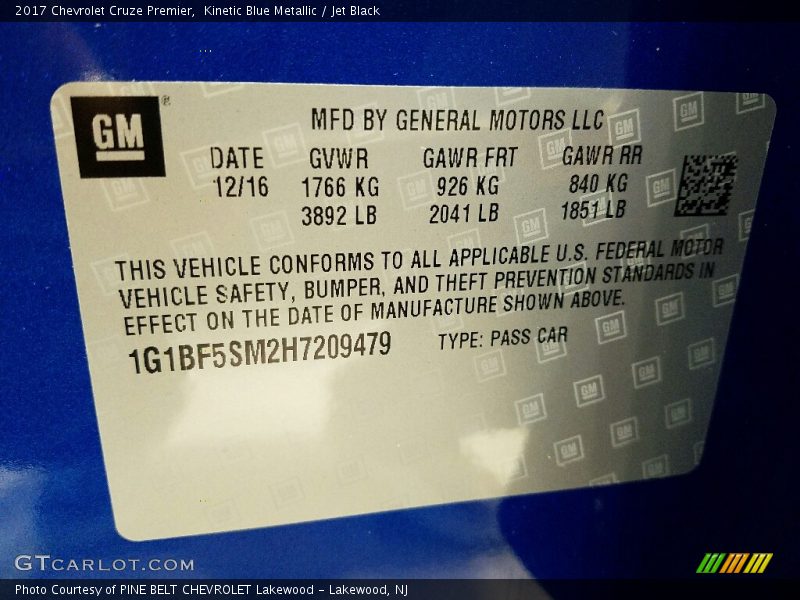 2017 Chevrolet Cruze Premier,  Kinetic Blue Metallic / Jet Black
GM®
MFD BY GENERAL MOTORS LLC
DATE GVWR GAWR FRT GAWR RR
12/16 1766 KG 926 KG 840 KG
3892 LB 2041 LB 1851 LB
THIS VEHICLE CONFORMS TO ALL APPLICABLE U.S. FEDERAL MOTOR
VEHICLE SAFETY, BUMPER, AND THEFT PREVENTION STANDARDS IN
EFFECT ON THE DATE OF MANUFACTURE SHOWN ABOVE.
1G1BF5SM2H7209479 TYPE: PASS CAR
GTCARLOT.COM
Photo Courtesy of PINE BELT CHEVROLET Lakewood - Lakewood, NJ